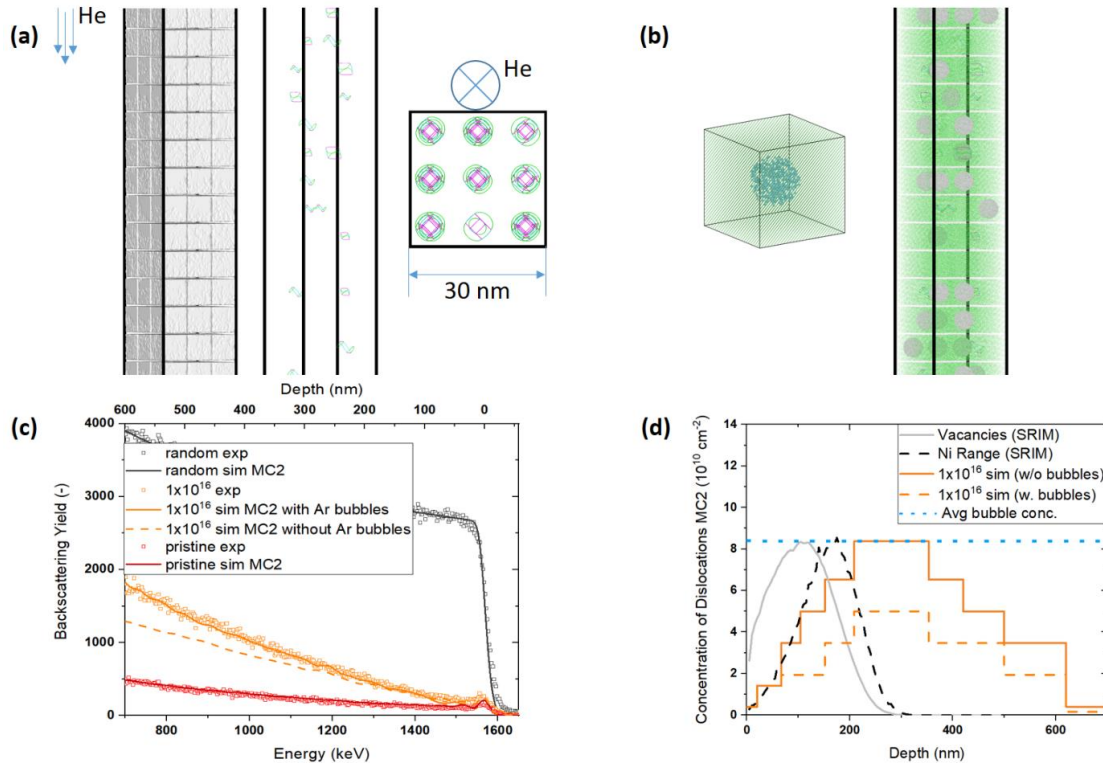 (a)
He
He
30 nm
(b)
(c)
Depth (nm)
600 500 400 300 200 100 0
4000
3000
2000
1000
0
Backscattering Yield (-)
random exp
random sim MC2
1x10¹⁶ exp
1x10¹⁶ sim MC2 with Ar bubbles
1x10¹⁶ sim MC2 without Ar bubbles
pristine exp
pristine sim MC2
800 1000 1200 1400 1600
Energy (keV)
(d)
14
12
10
8
6
4
2
0
Concentration of Dislocations MC2 (10¹⁰ cm⁻²)
Vacancies (SRIM)
Ni Range (SRIM)
1x10¹⁶ sim (w/o bubbles)
1x10¹⁶ sim (w. bubbles)
Avg bubble conc.
0 200 400 600
Depth (nm)